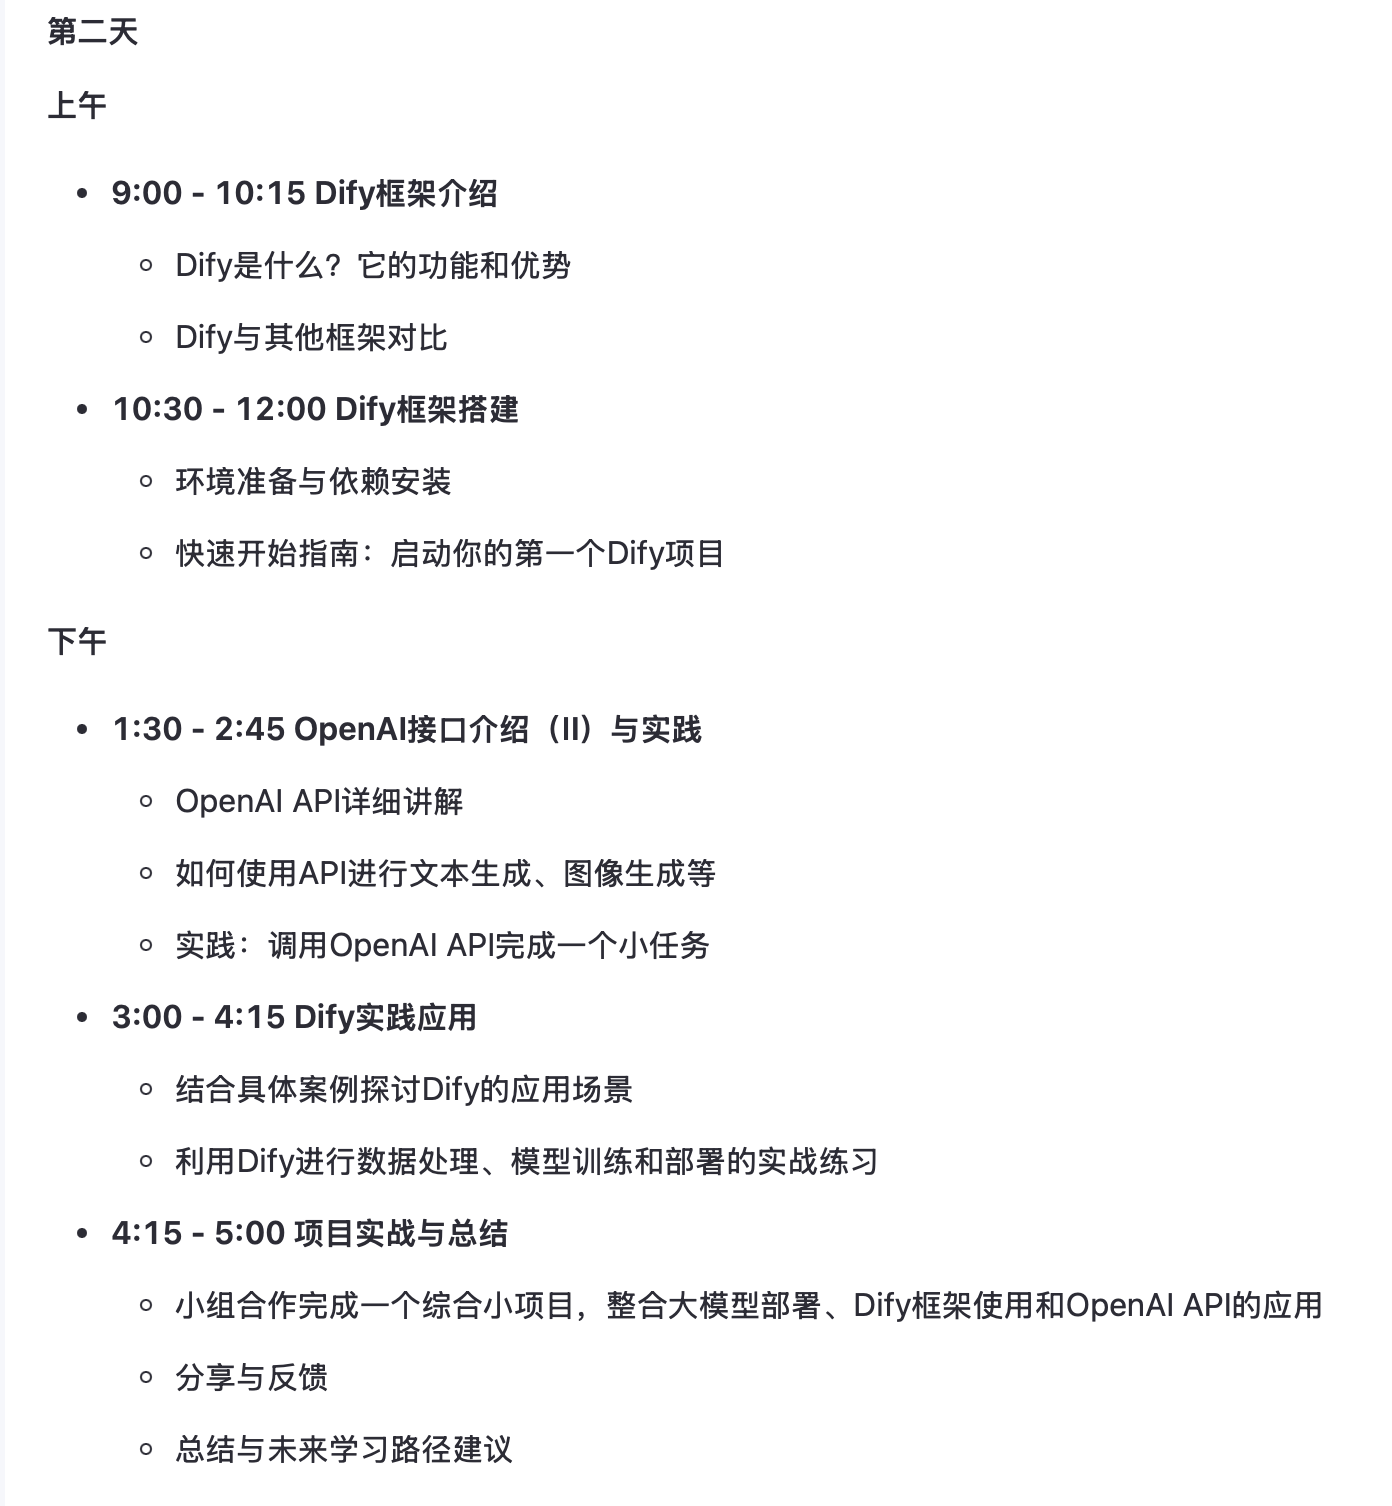 第二天
上午
9:00 - 10:15 Dify框架介绍
Dify是什么？它的功能和优势
Dify与其他框架对比
10:30 - 12:00 Dify框架搭建
环境准备与依赖安装
快速开始指南：启动你的第一个Dify项目
下午
1:30 - 2:45 OpenAI接口介绍（II）与实践
OpenAI API详细讲解
如何使用API进行文本生成、图像生成等
实践：调用OpenAI API完成一个小任务
3:00 - 4:15 Dify实践应用
结合具体案例探讨Dify的应用场景
利用Dify进行数据处理、模型训练和部署的实战练习
4:15 - 5:00 项目实战与总结
小组合作完成一个综合小项目，整合大模型部署、Dify框架使用和OpenAI API的应用
分享与反馈
总结与未来学习路径建议